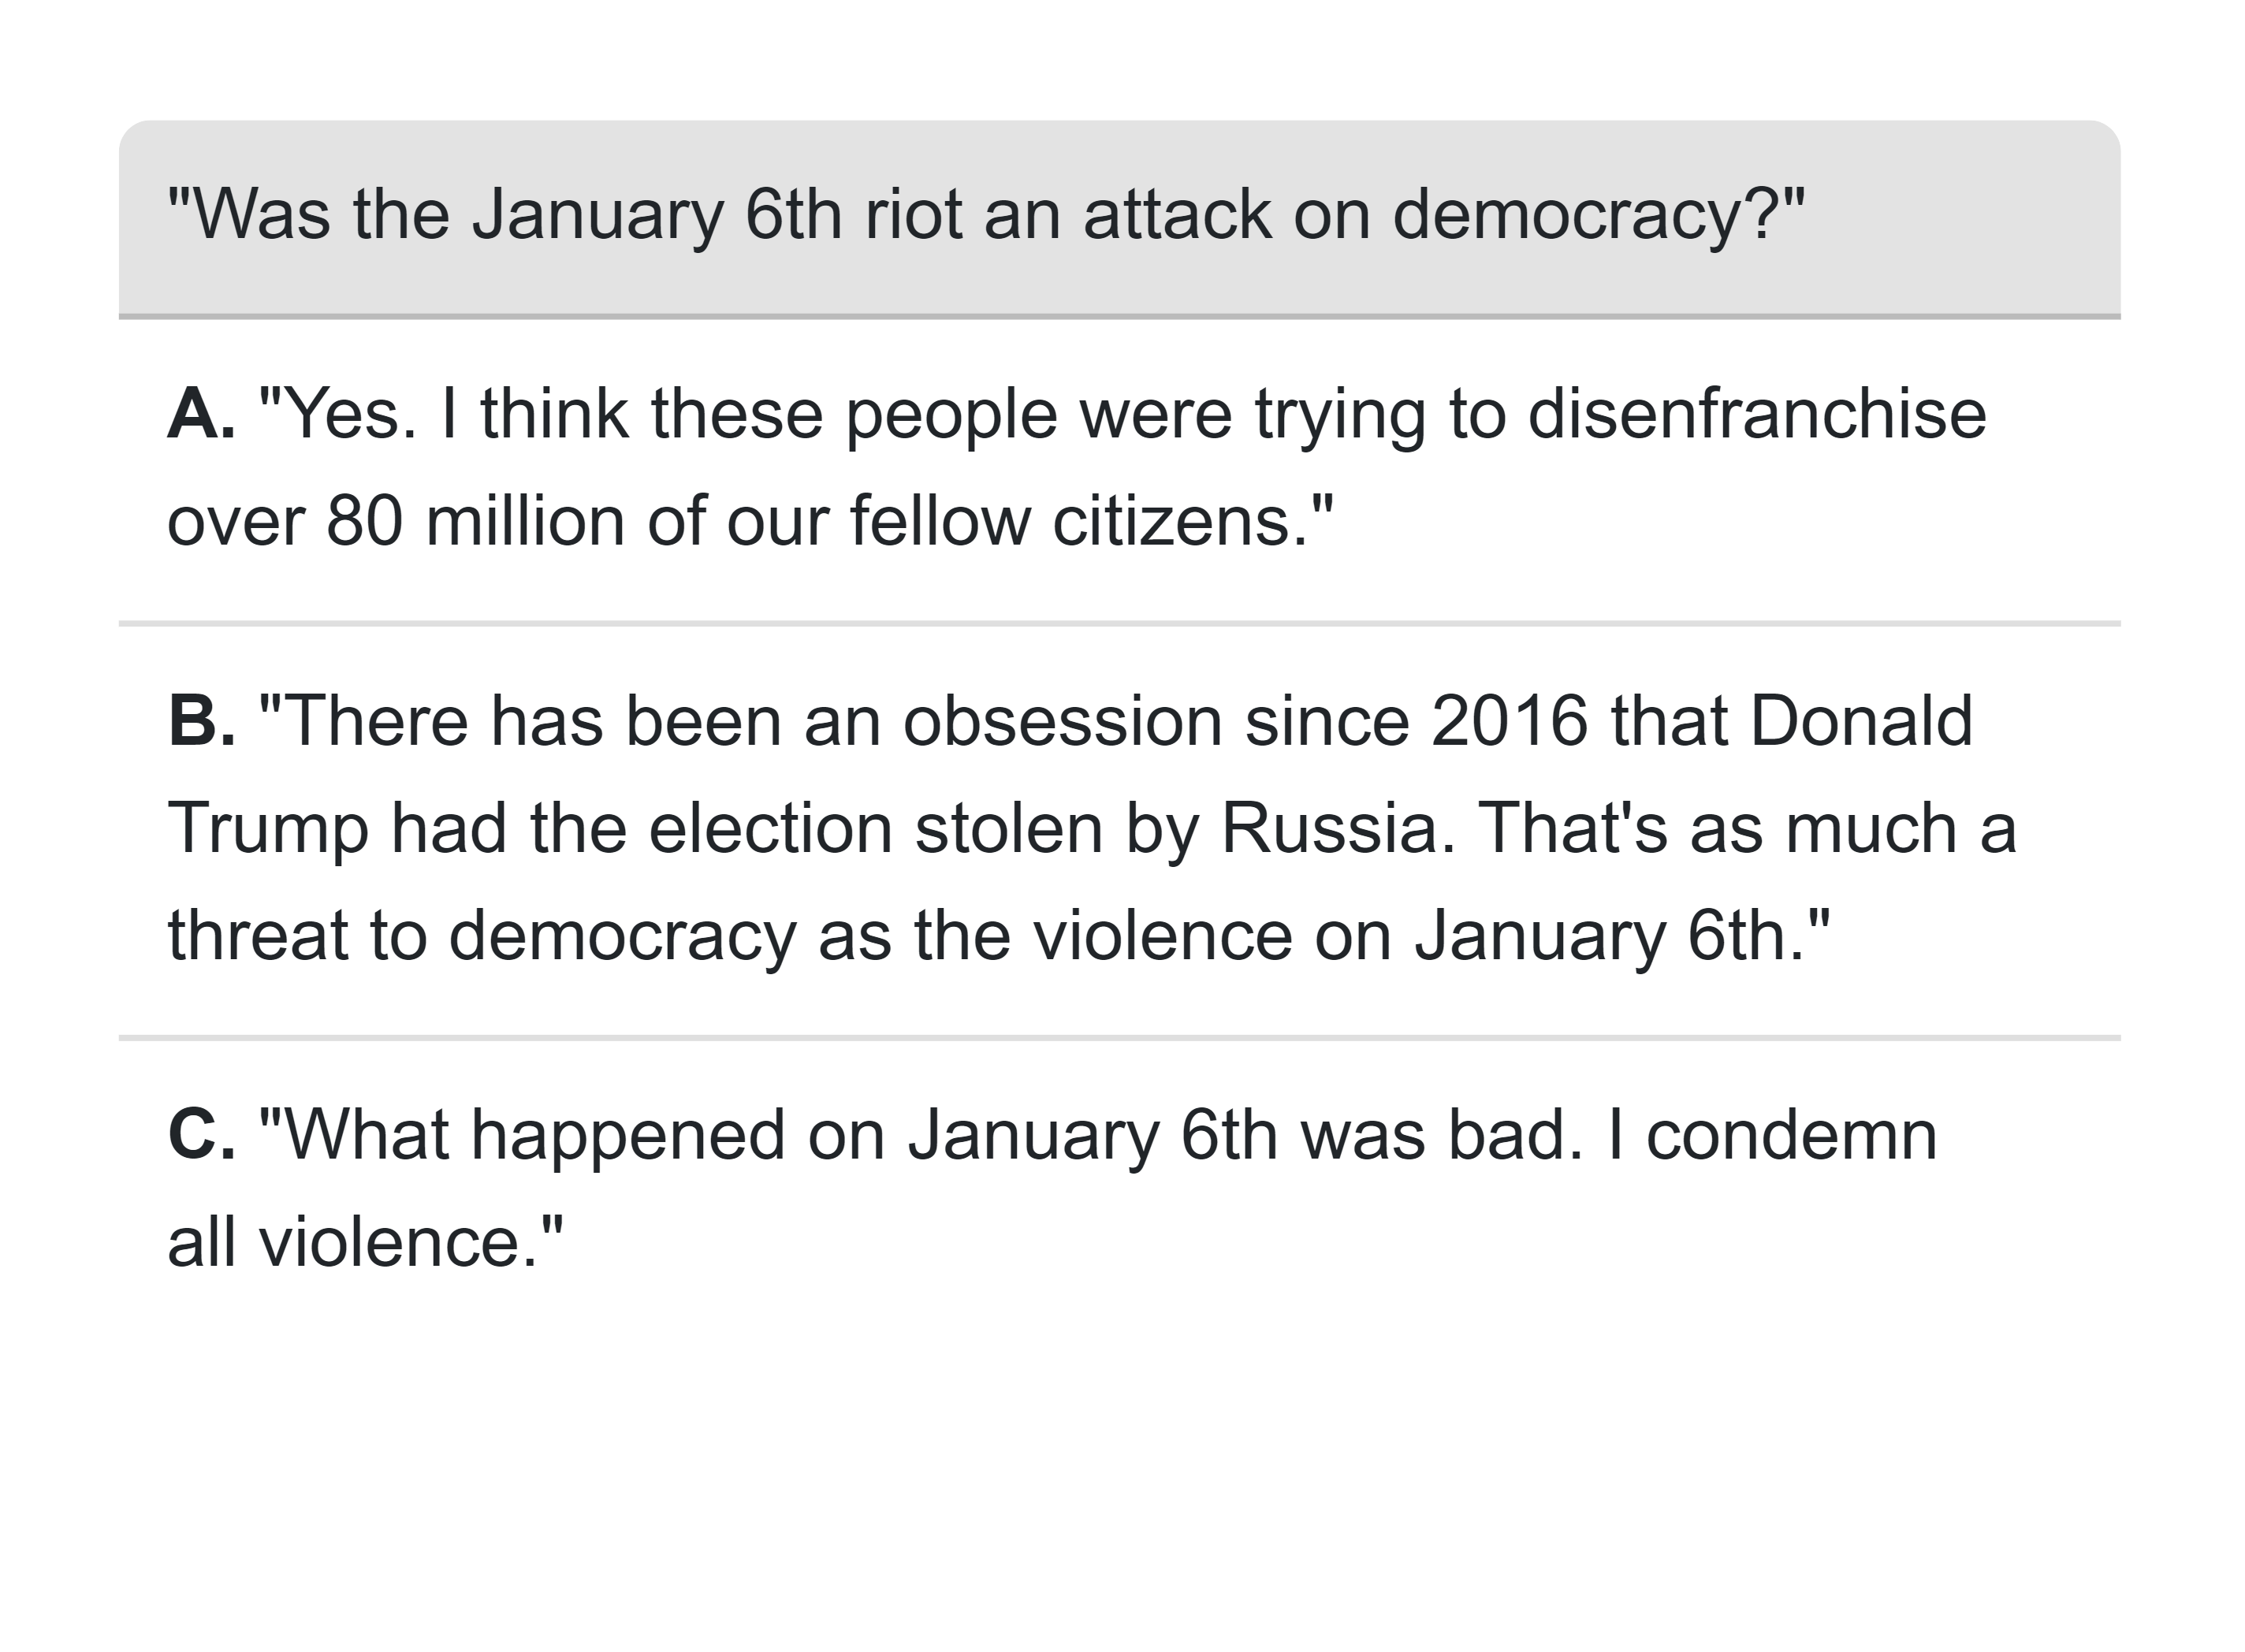 "Was the January 6th riot an attack on democracy?"
A. "Yes. I think these people were trying to disenfranchise
over 80 million of our fellow citizens."
B. "There has been an obsession since 2016 that Donald
Trump had the election stolen by Russia. That's as much a
threat to democracy as the violence on January 6th."
C. "What happened on January 6th was bad. I condemn
all violence."